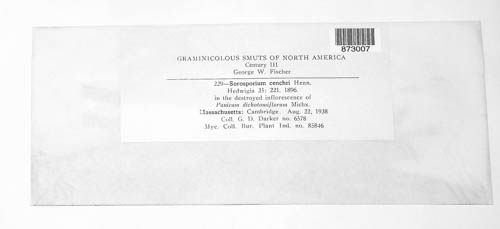 873007
GRAMINICOLOUS SMUTS OF NORTH AMERICA
Century III
George W. Fischer
229—Sorosporium cenchri Henn.
Hedwigia 35: 221, 1896.
in the destroyed inflorescence of
Panicum dichotomiflorum Michx.
Massachusetts: Cambridge. Aug. 22, 1938
Coll. G. D. Darker no. 6578
Myc. Coll. Bur. Plant Ind. no. 83846